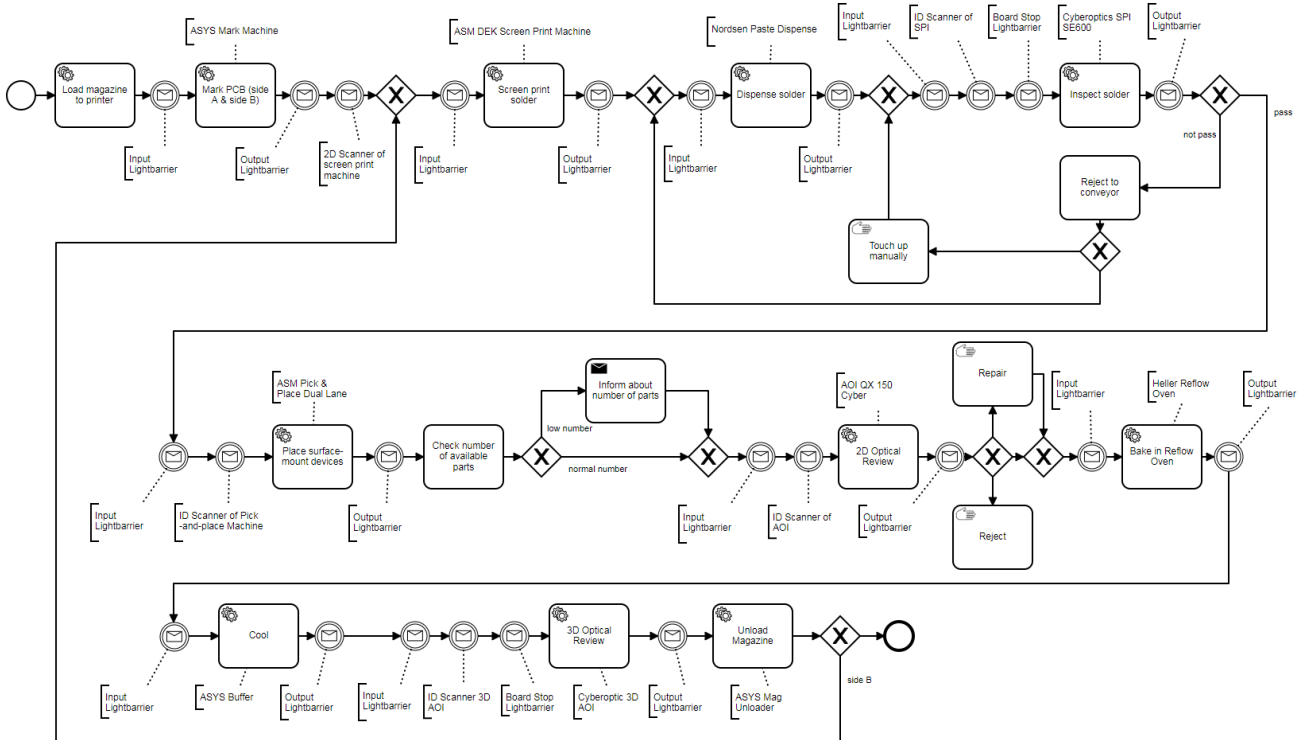 ASYS Mark Machine
ASM DEK Screen Print Machine
Nordsen Paste Dispense
Input
Lightbarrier
ID Scanner of
SPI
Board Stop
Lightbarrier
Cyberoptics SPI
SE600
Output
Lightbarrier
Load magazine
to printer
Mark PCB (side
A & side B)
X
Screen print
solder
X
Dispense solder
X
Inspect solder
X
pass
not pass
Input
Lightbarrier
Output
Lightbarrier
2D Scanner of
screen print
machine
Input
Lightbarrier
Output
Lightbarrier
Input
Lightbarrier
Output
Lightbarrier
Reject to
conveyor
Touch up
manually
X
ASM Pick &
Place Dual Lane
Inform about
number of parts
AOI QX 150
Cyber
Repair
Input
Lightbarrier
Heller Reflow
Oven
Output
Lightbarrier
low number
Place surface-
mount devices
Check number
of available
parts
X
normal number
X
2D Optical
Review
X
X
Bake in Reflow
Oven
Input
Lightbarrier
ID Scanner of Pick
-and-place Machine
Output
Lightbarrier
Input
Lightbarrier
ID Scanner of
AOI
Output
Lightbarrier
Reject
Cool
3D Optical
Review
Unload
Magazine
X
side B
Input
Lightbarrier
ASYS Buffer
Output
Lightbarrier
Input
Lightbarrier
ID Scanner 3D
AOI
Board Stop
Lightbarrier
Cyberoptic 3D
AOI
Output
Lightbarrier
ASYS Mag
Unloader